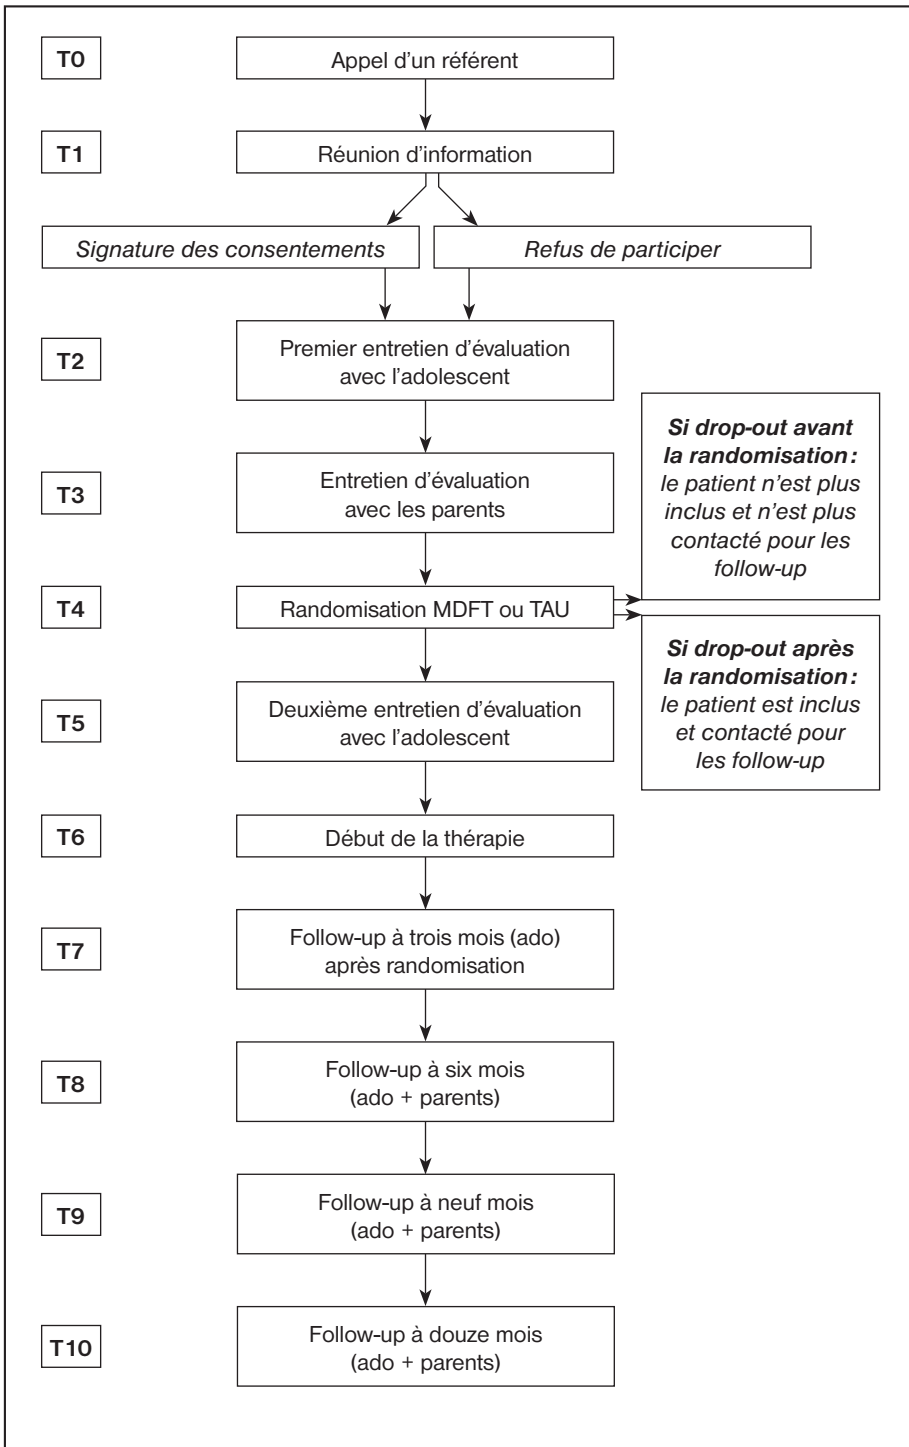 T0
Appel d'un référent
T1
Réunion d'information
Signature des consentements
Refus de participer
T2
Premier entretien d'évaluation
avec l'adolescent
Si drop-out avant
la randomisation :
le patient n'est plus
inclus et n'est plus
contacté pour les
follow-up
T3
Entretien d'évaluation
avec les parents
T4
Randomisation MDFT ou TAU
Si drop-out après
la randomisation :
le patient est inclus
et contacté pour
les follow-up
T5
Deuxième entretien d'évaluation
avec l'adolescent
T6
Début de la thérapie
T7
Follow-up à trois mois (ado)
après randomisation
T8
Follow-up à six mois
(ado + parents)
T9
Follow-up à neuf mois
(ado + parents)
T10
Follow-up à douze mois
(ado + parents)